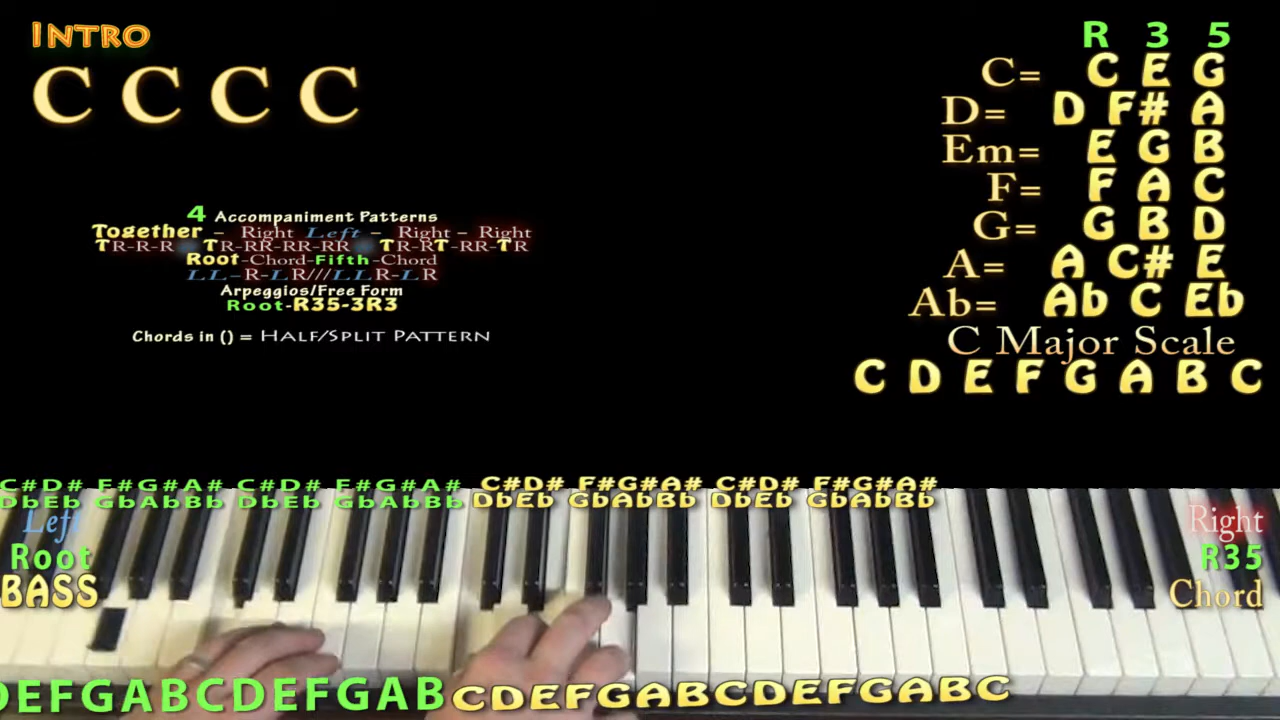 INTRO
C C C C
R 3 5
C= C E G
D= D F# A
Em= E G B
F= F A C
G= G B D
A= A C# E
Ab= Ab C Eb
C Major Scale
C D E F G A B C
4 Accompaniment Patterns
Together - Right Left - Right - Right
TR-R-R TR-RR-RR-RR TR-RT-RR-TR
Root-Chord-Fifth-Chord
LL-R-LR///LLR-LR
Arpeggios/Free Form
Root-R35-3R3
Chords in () = HALF/SPLIT PATTERN
C#D# F#G#A# C#D# F#G#A# C#D# F#G#A# C#D# F#G#A#
DbEb GbAbBb DbEb GbAbBb DbEb GbAbBb DbEb GbAbBb
Left
Root
BASS
Right
R35
Chord
DEFGABCDEFGAB CDEFGABCDEFGABC